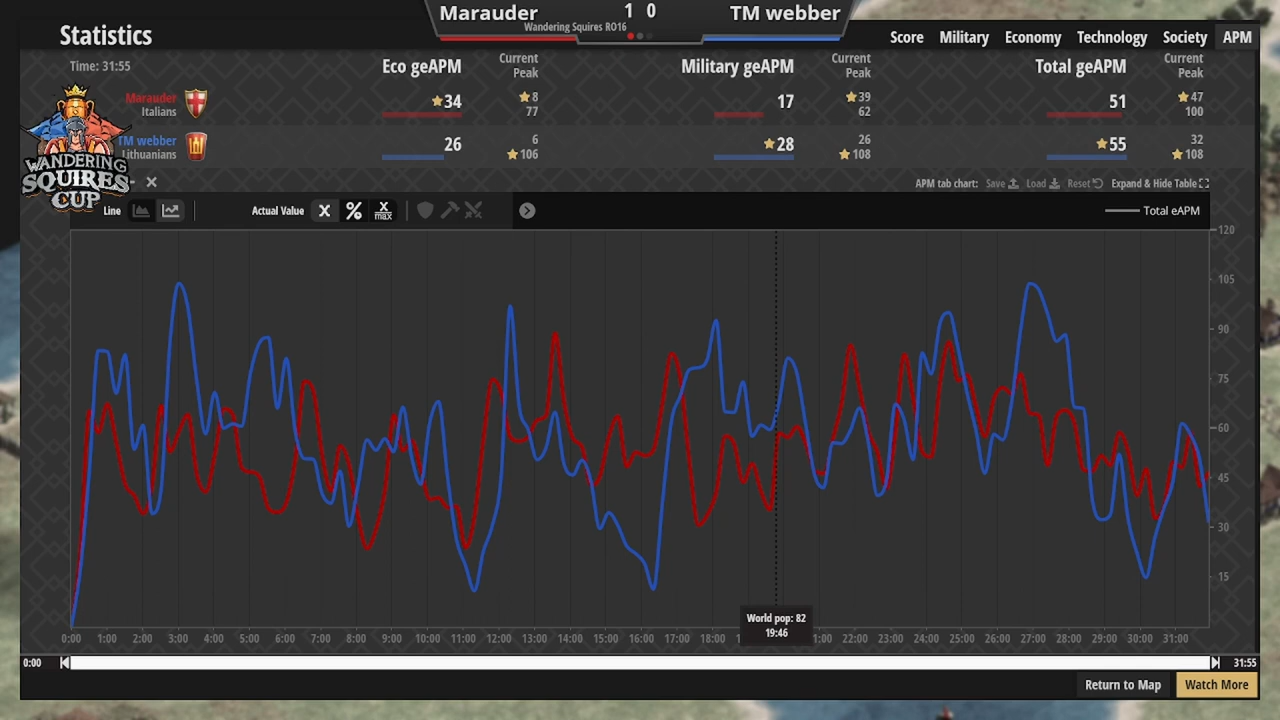 Marauder 1 0 TM webber
Wandering Squires RO16
Statistics
Score Military Economy Technology Society APM
Time: 31:55
Eco geAPM Current Peak Military geAPM Current Peak Total geAPM Current Peak
Marauder
Italians
34 8 77 17 39 62 51 47 100
TM webber
Lithuanians
26 6 106 28 26 108 55 32 108
WANDERING
SQUIRES
CUP
APM tab chart: Save Load Reset Expand & Hide Table
Line Actual Value X % X max
Total eAPM
120
105
90
75
60
45
30
15
World pop: 82
19:46
0:00 1:00 2:00 3:00 4:00 5:00 6:00 7:00 8:00 9:00 10:00 11:00 12:00 13:00 14:00 15:00 16:00 17:00 18:00 1:00 22:00 23:00 24:00 25:00 26:00 27:00 28:00 29:00 30:00 31:00
0:00 31:55
Return to Map Watch More